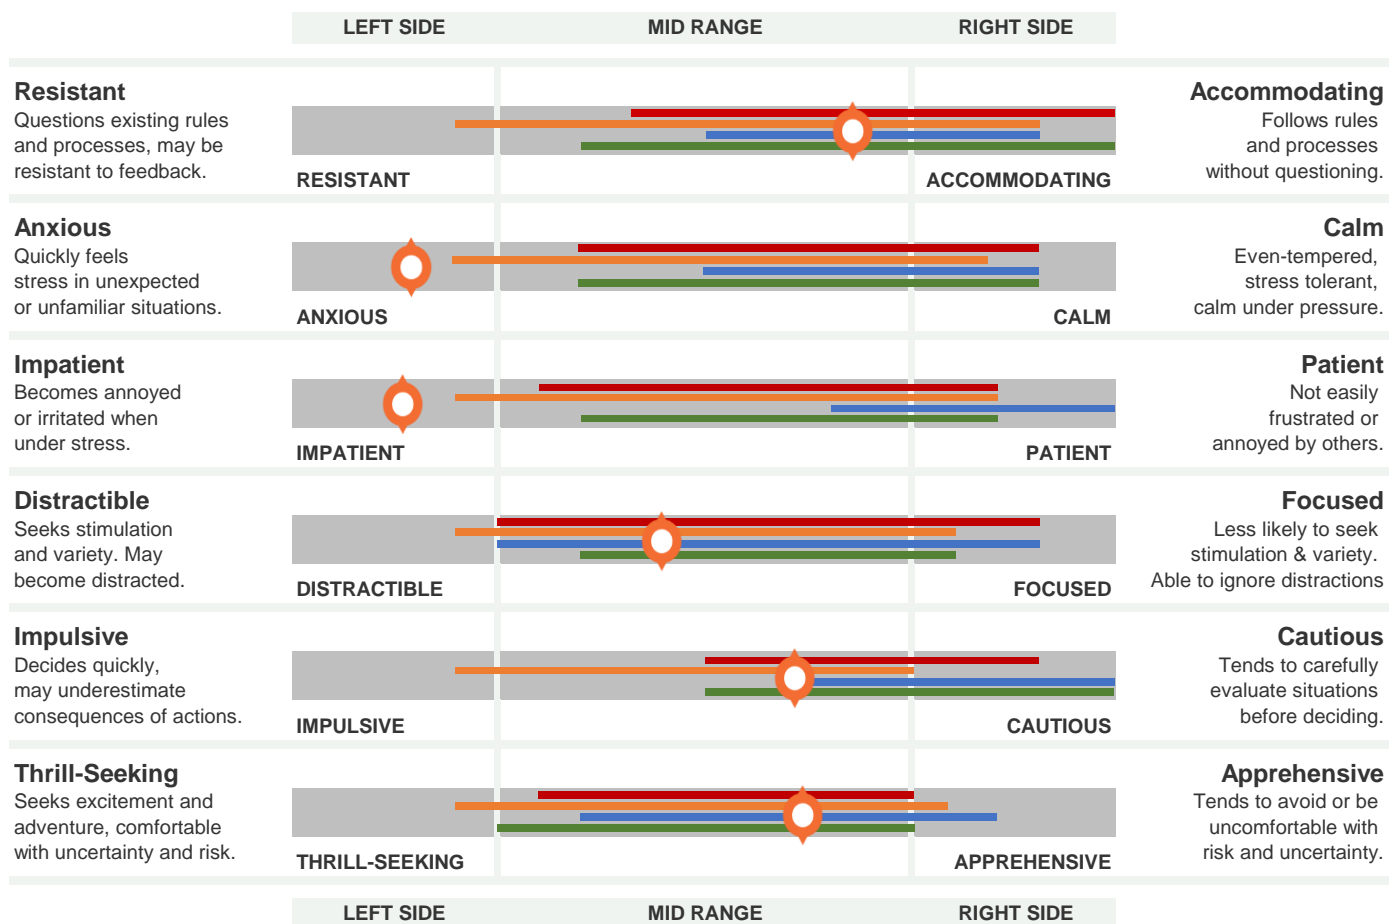 LEFT SIDE
MID RANGE
RIGHT SIDE
Resistant
Questions existing rules
and processes, may be
resistant to feedback.
RESISTANT
ACCOMMODATING
Accommodating
Follows rules
and processes
without questioning.
Anxious
Quickly feels
stress in unexpected
or unfamiliar situations.
ANXIOUS
CALM
Calm
Even-tempered,
stress tolerant,
calm under pressure.
Impatient
Becomes annoyed
or irritated when
under stress.
IMPATIENT
PATIENT
Patient
Not easily
frustrated or
annoyed by others.
Distractible
Seeks stimulation
and variety. May
become distracted.
DISTRACTIBLE
FOCUSED
Focused
Less likely to seek
stimulation & variety.
Able to ignore distractions
Impulsive
Decides quickly,
may underestimate
consequences of actions.
IMPULSIVE
CAUTIOUS
Cautious
Tends to carefully
evaluate situations
before deciding.
Thrill-Seeking
Seeks excitement and
adventure, comfortable
with uncertainty and risk.
THRILL-SEEKING
APPREHENSIVE
Apprehensive
Tends to avoid or be
uncomfortable with
risk and uncertainty.
LEFT SIDE
MID RANGE
RIGHT SIDE